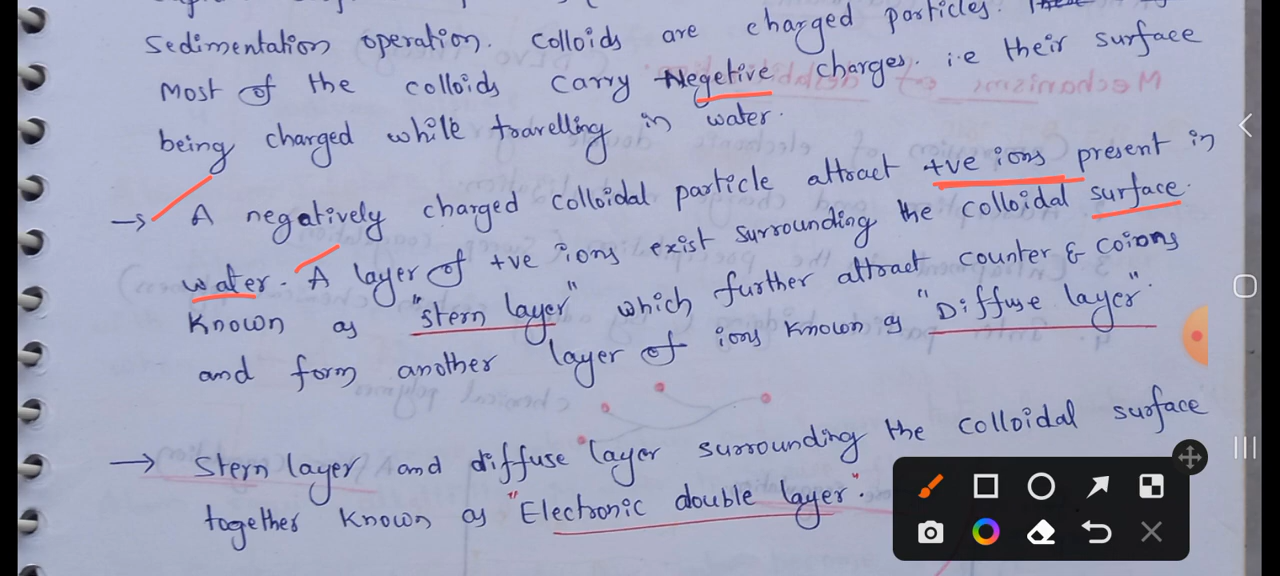 Sedimentation operation. Colloids are charged particles.
Most of the colloids carry Negetive charges. i.e their surface
being charged while travelling in water.
→ A negatively charged colloidal particle attract +ve ions present in
water. A layer of +ve ions exist surrounding the colloidal surface.
Known as "stern layer" which further attract counter & coions
and form another layer of ions known as "Diffuse layer".
→ Stern layer and diffuse layer surrounding the colloidal surface
together known as "Electronic double layer".